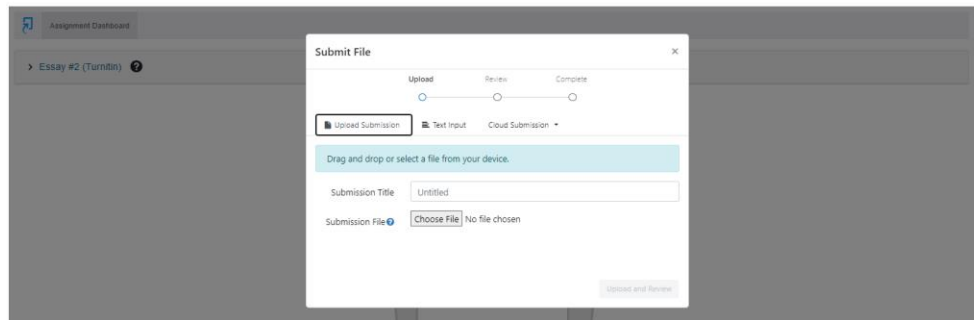 Assignment Dashboard
Essay #2 (Turnitin)
Submit File
Upload Review Complete
Upload Submission Text Input Cloud Submission
Drag and drop or select a file from your device.
Submission Title Untitled
Submission File Choose File No file chosen
Upload and Review